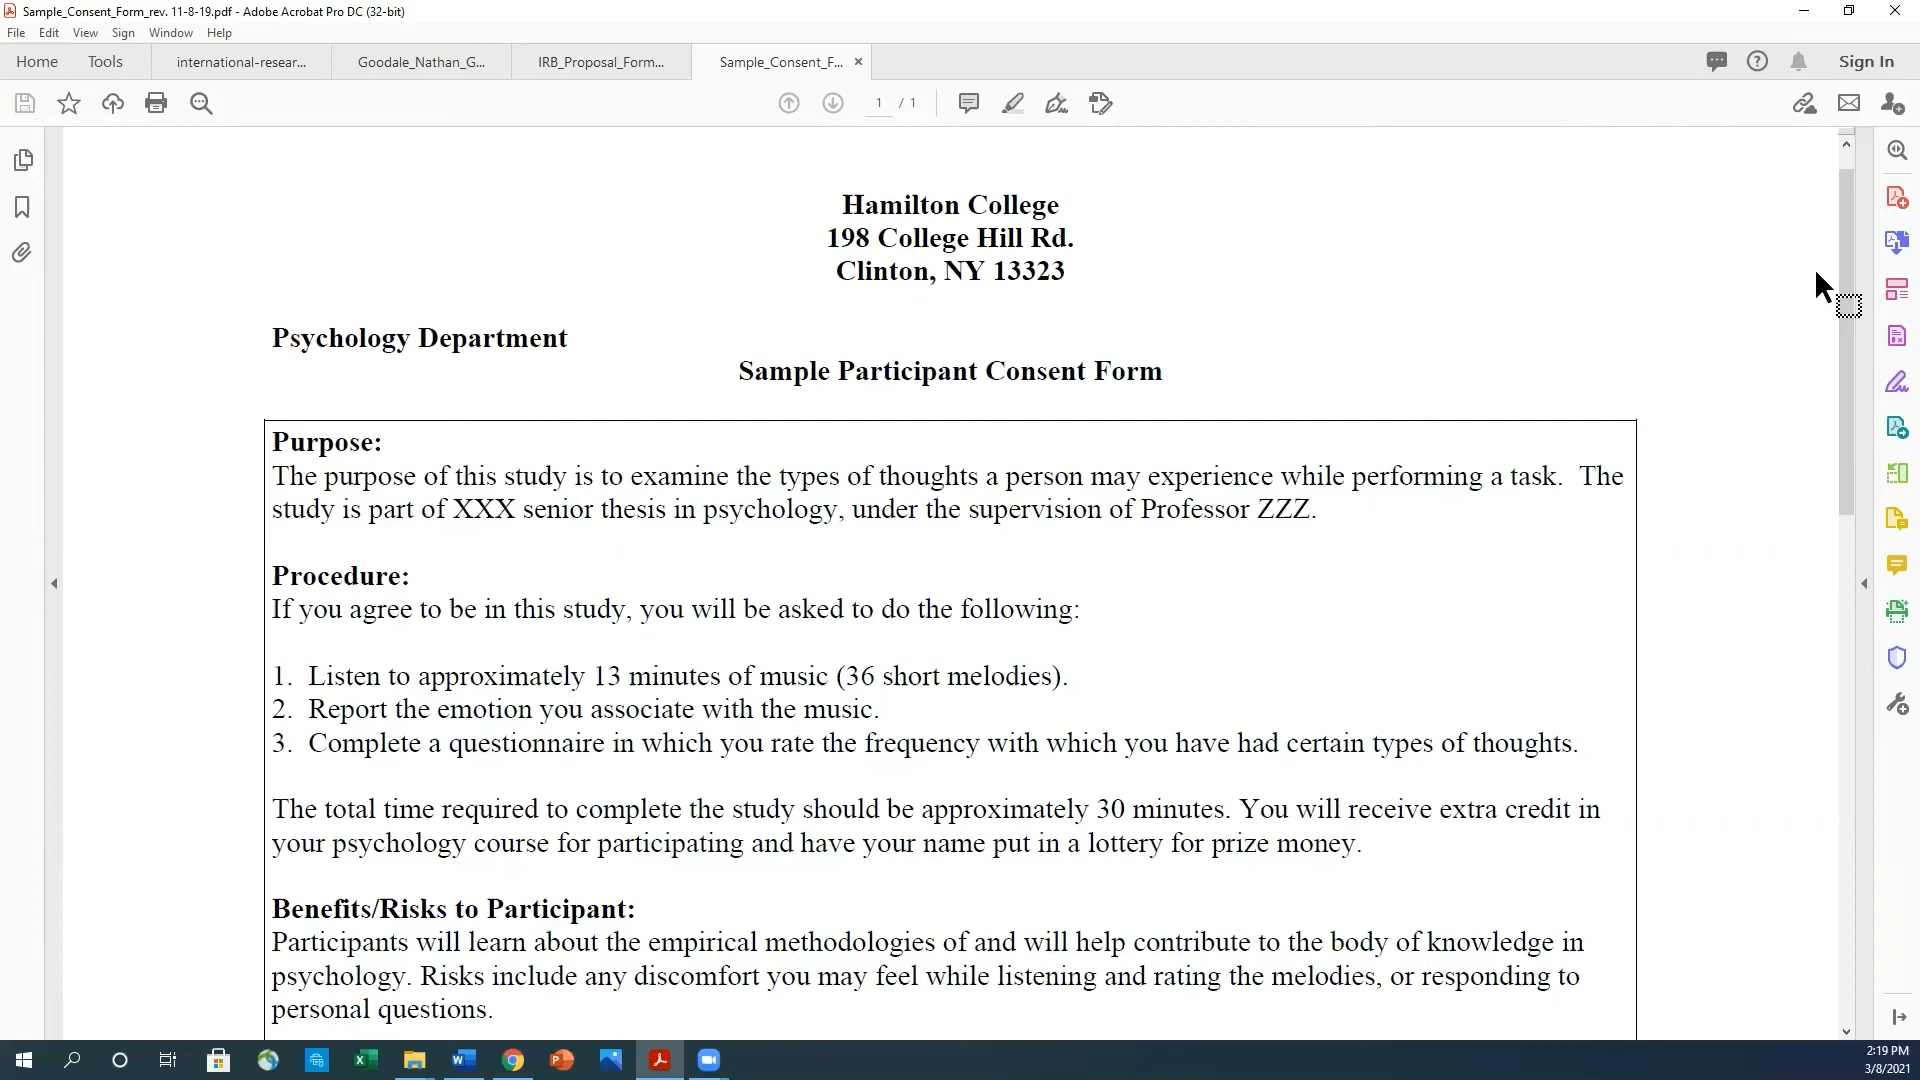 Sample_Consent_Form_rev. 11-8-19.pdf - Adobe Acrobat Pro DC (32-bit)
File Edit View Sign Window Help
Home Tools international-resear... Goodale_Nathan_G... IRB_Proposal_Form... Sample_Consent_F... × Sign In
1 / 1
Hamilton College
198 College Hill Rd.
Clinton, NY 13323
Psychology Department
Sample Participant Consent Form
Purpose:
The purpose of this study is to examine the types of thoughts a person may experience while performing a task. The
study is part of XXX senior thesis in psychology, under the supervision of Professor ZZZ.
Procedure:
If you agree to be in this study, you will be asked to do the following:
1. Listen to approximately 13 minutes of music (36 short melodies).
2. Report the emotion you associate with the music.
3. Complete a questionnaire in which you rate the frequency with which you have had certain types of thoughts.
The total time required to complete the study should be approximately 30 minutes. You will receive extra credit in
your psychology course for participating and have your name put in a lottery for prize money.
Benefits/Risks to Participant:
Participants will learn about the empirical methodologies of and will help contribute to the body of knowledge in
psychology. Risks include any discomfort you may feel while listening and rating the melodies, or responding to
personal questions.
2:19 PM
3/8/2021